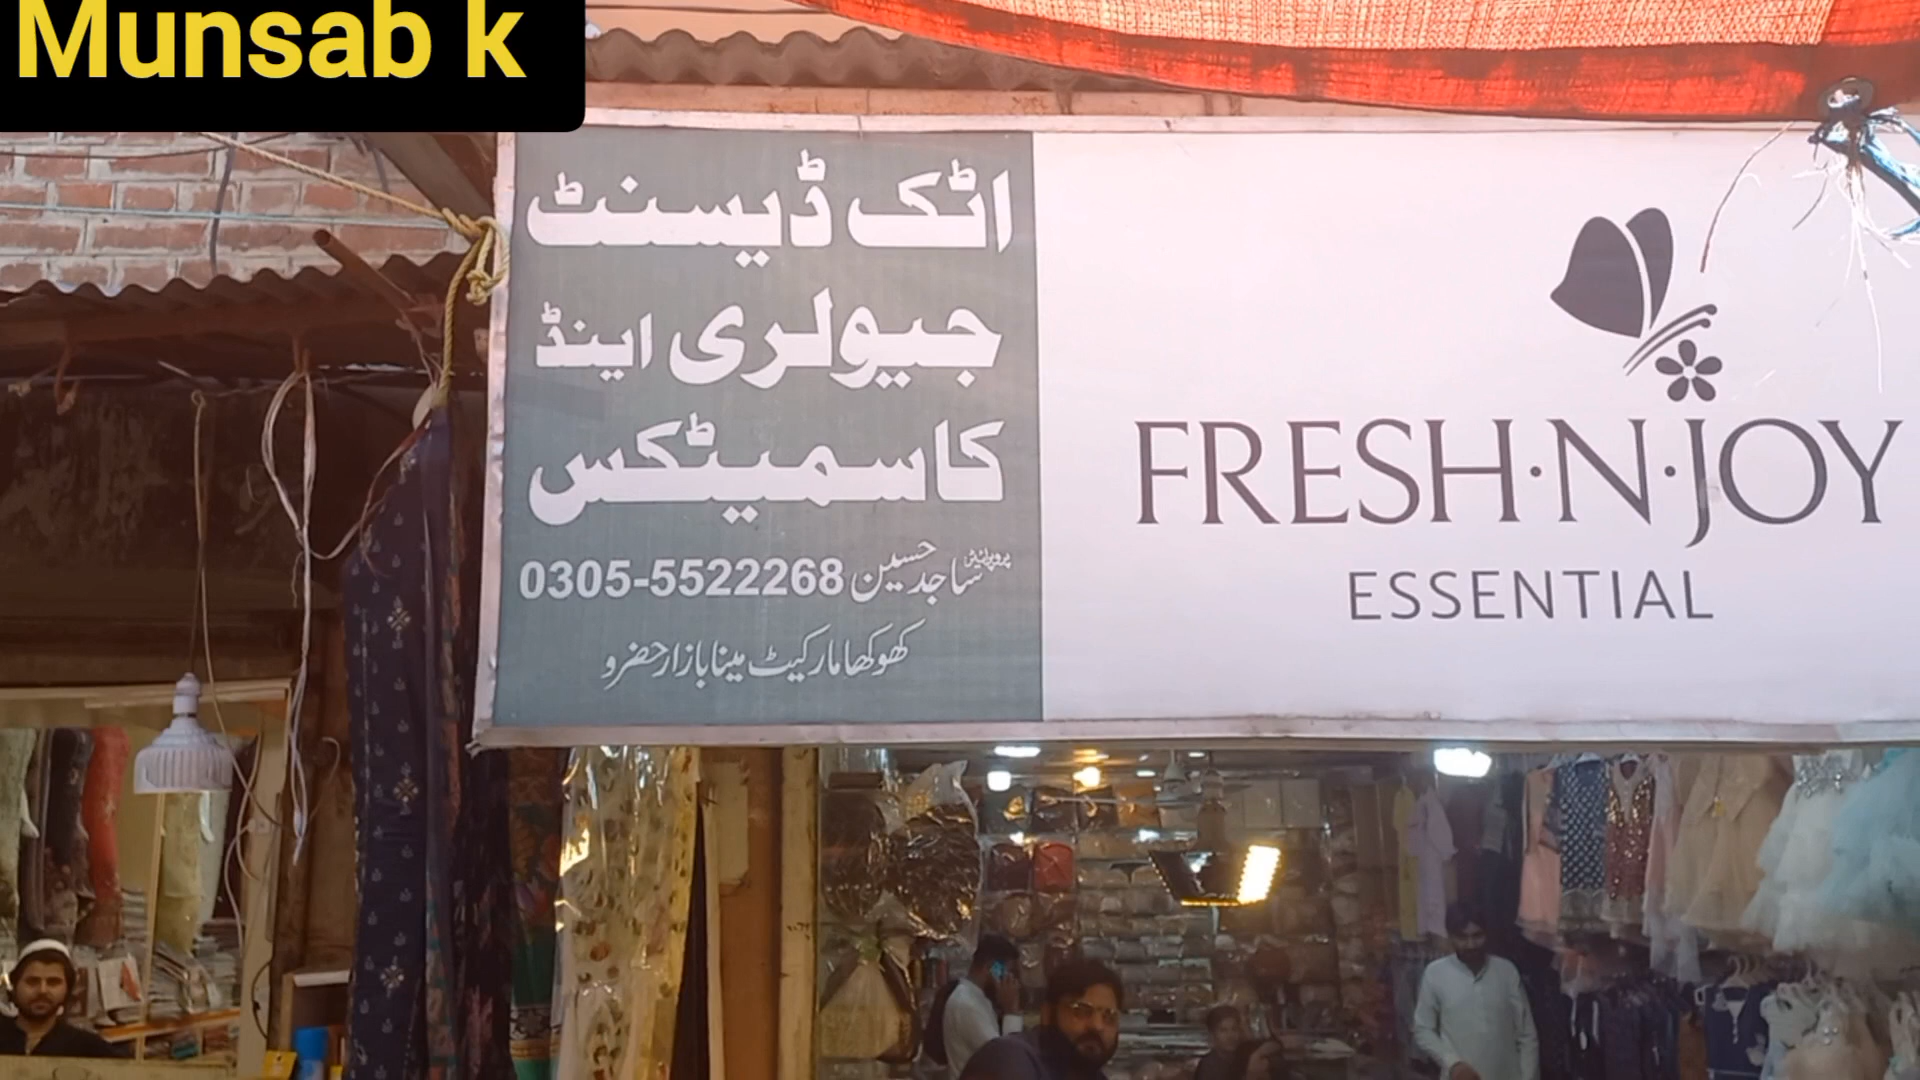 Munsab k
اٹک ڈیسنٹ
جیولری اینڈ
کاسمیٹکس
پروپرائیٹر ساجد حسین 0305-5522268
کھوکھا مارکیٹ مینا بازار حضرو
FRESH·N·JOY
ESSENTIAL